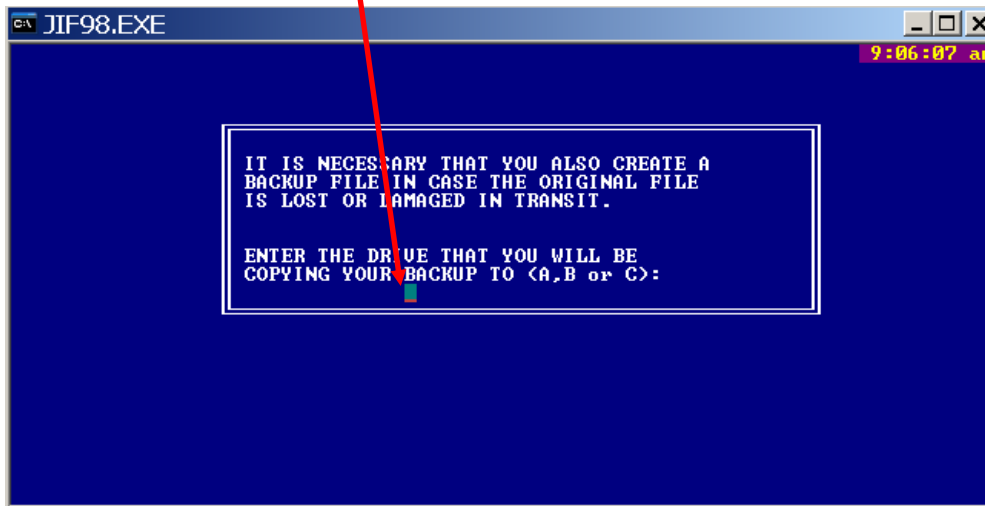 JIF98.EXE
9:06:07 a
IT IS NECESSARY THAT YOU ALSO CREATE A
BACKUP FILE IN CASE THE ORIGINAL FILE
IS LOST OR DAMAGED IN TRANSIT.
ENTER THE DRIVE THAT YOU WILL BE
COPYING YOUR BACKUP TO (A,B or C):